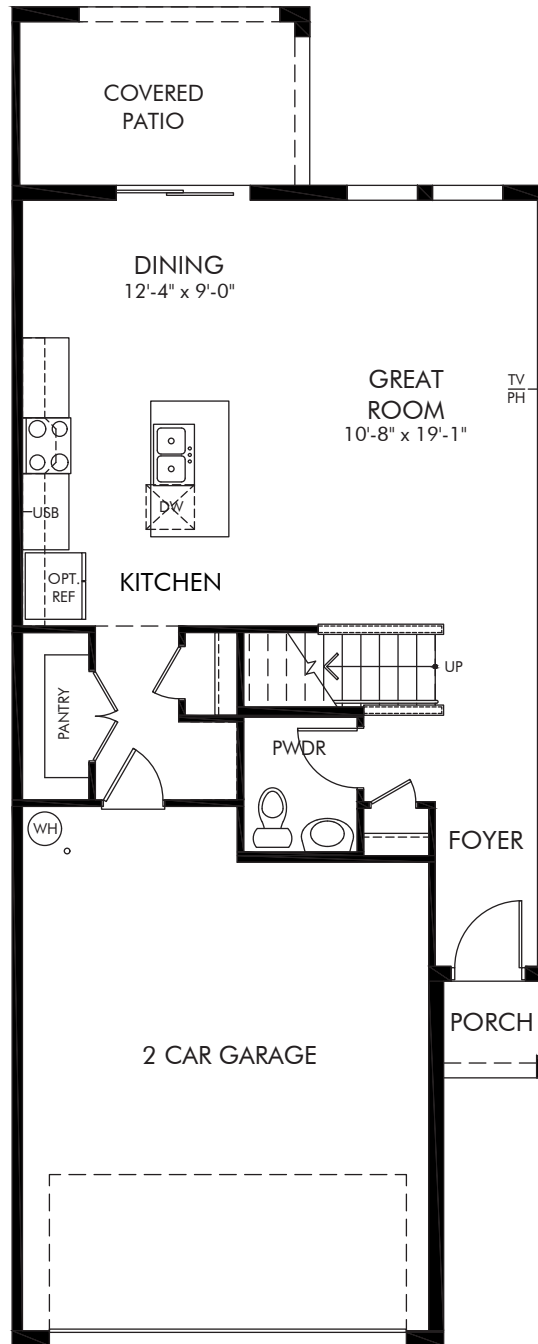 COVERED
PATIO
DINING
12'-4" x 9'-0"
GREAT
ROOM
10'-8" x 19'-1"
TV
PH
USB
DW
OPT.
REF
KITCHEN
PANTRY
UP
PWDR
WH
FOYER
PORCH
2 CAR GARAGE